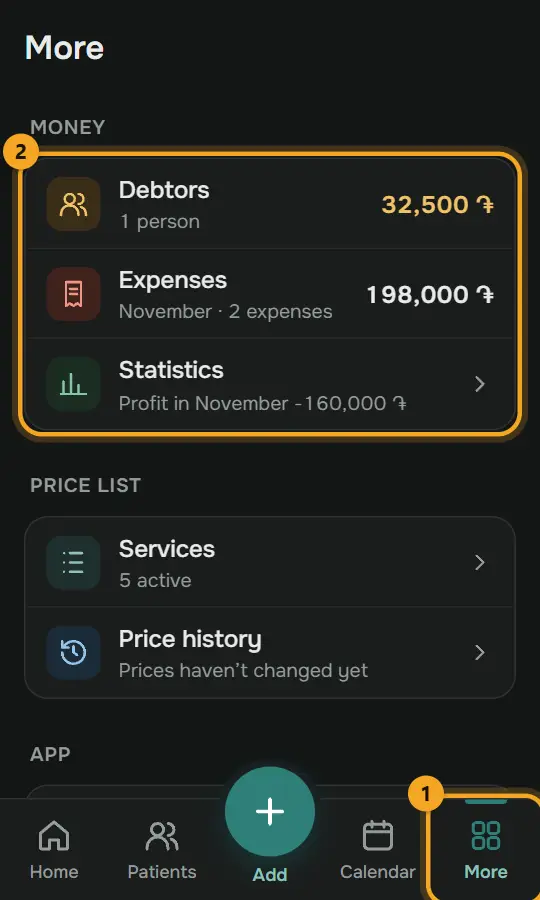 More
MONEY
2
Debtors
1 person
32,500 ֏
Expenses
November · 2 expenses
198,000 ֏
Statistics
Profit in November -160,000 ֏
PRICE LIST
Services
5 active
Price history
Prices haven’t changed yet
APP
1
Home
Patients
Add
Calendar
More